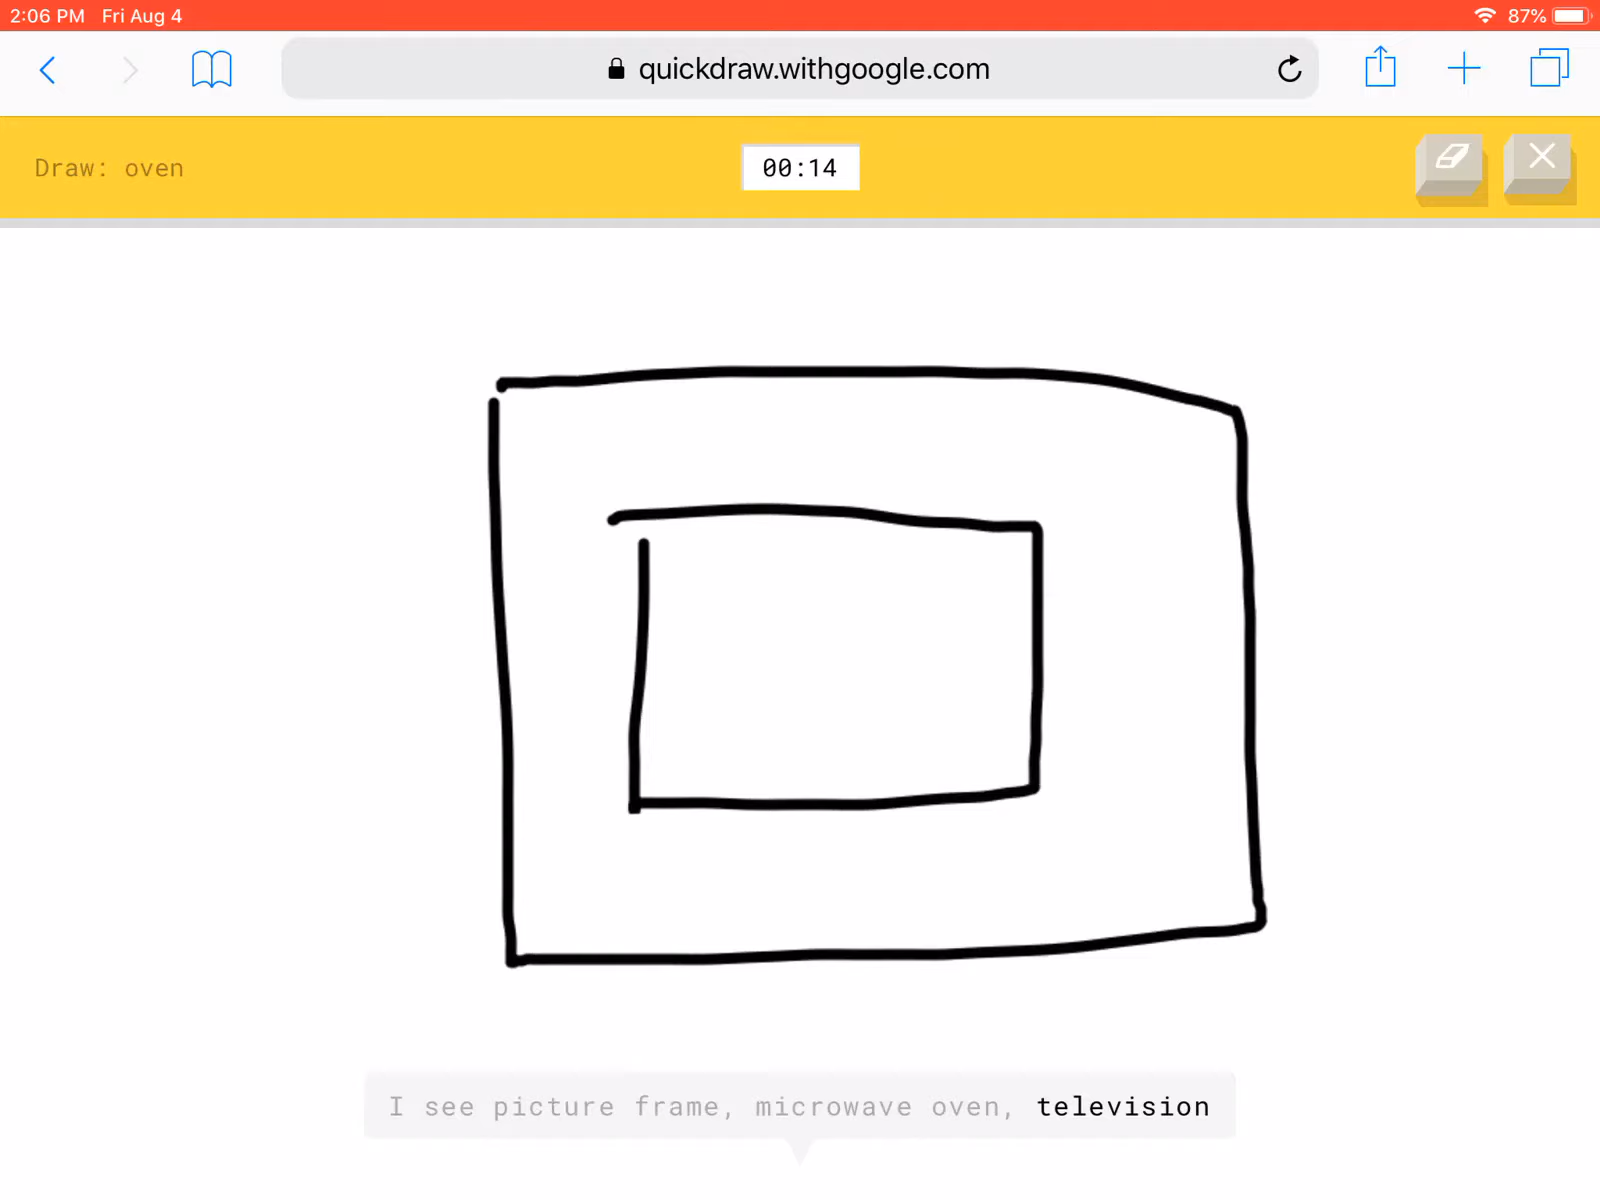 2:06 PM Fri Aug 4 87%
quickdraw.withgoogle.com
Draw: oven 00:14
I see picture frame, microwave oven, television